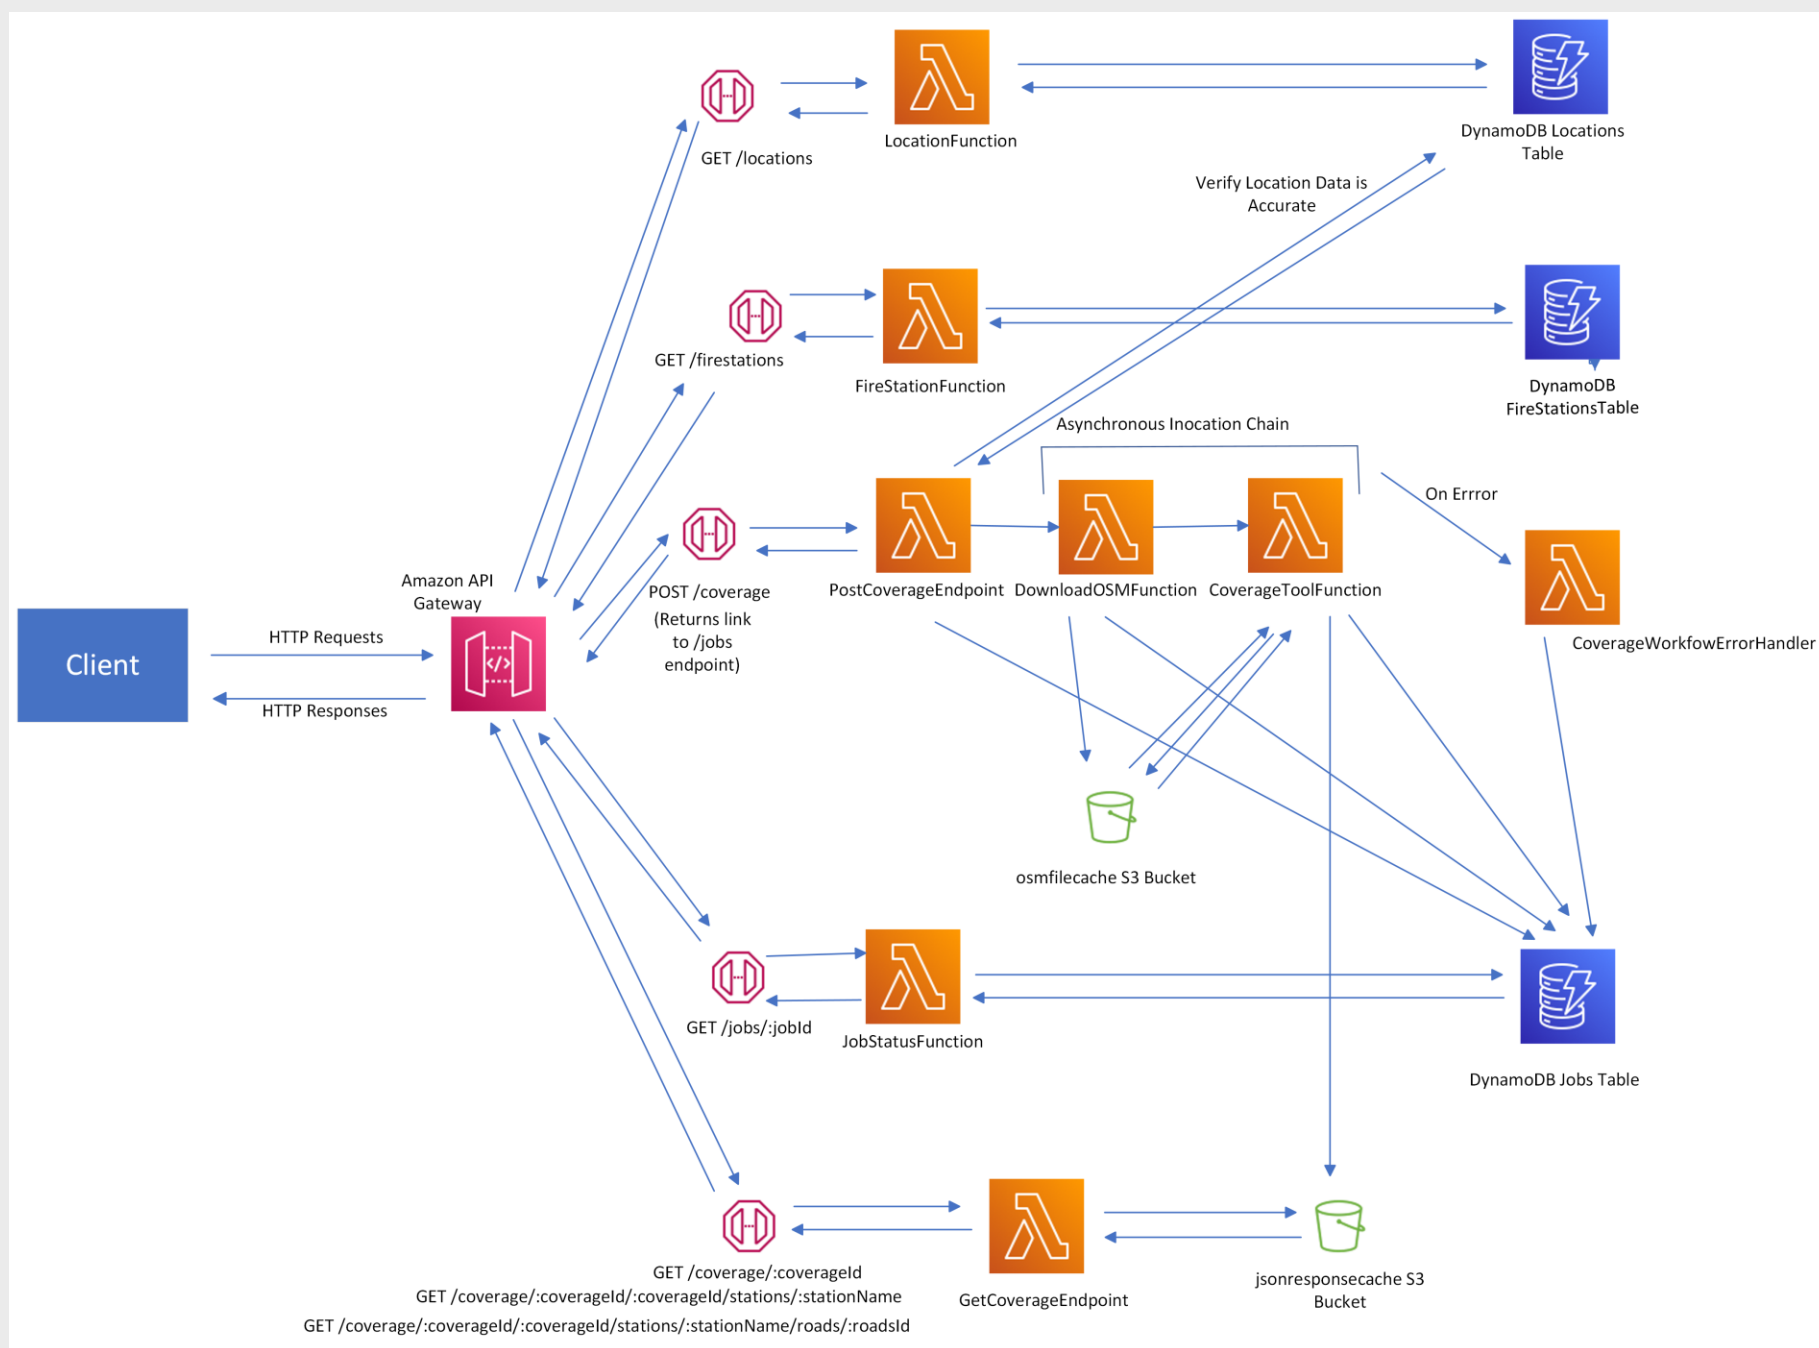 GET /locations
LocationFunction
DynamoDB Locations
Table
Verify Location Data is
Accurate
GET /firestations
FireStationFunction
DynamoDB
FireStationsTable
Asynchronous Inocation Chain
On Errror
Amazon API
Gateway
POST /coverage
(Returns link
to /jobs
endpoint)
PostCoverageEndpoint
DownloadOSMFunction
CoverageToolFunction
CoverageWorkfowErrorHandler
Client
HTTP Requests
HTTP Responses
</>
osmfilecache S3 Bucket
GET /jobs/:jobId
JobStatusFunction
DynamoDB Jobs Table
GET /coverage/:coverageId
GET /coverage/:coverageId/:coverageId/stations/:stationName
GET /coverage/:coverageId/:coverageId/stations/:stationName/roads/:roadsId
GetCoverageEndpoint
jsonresponsecache S3
Bucket